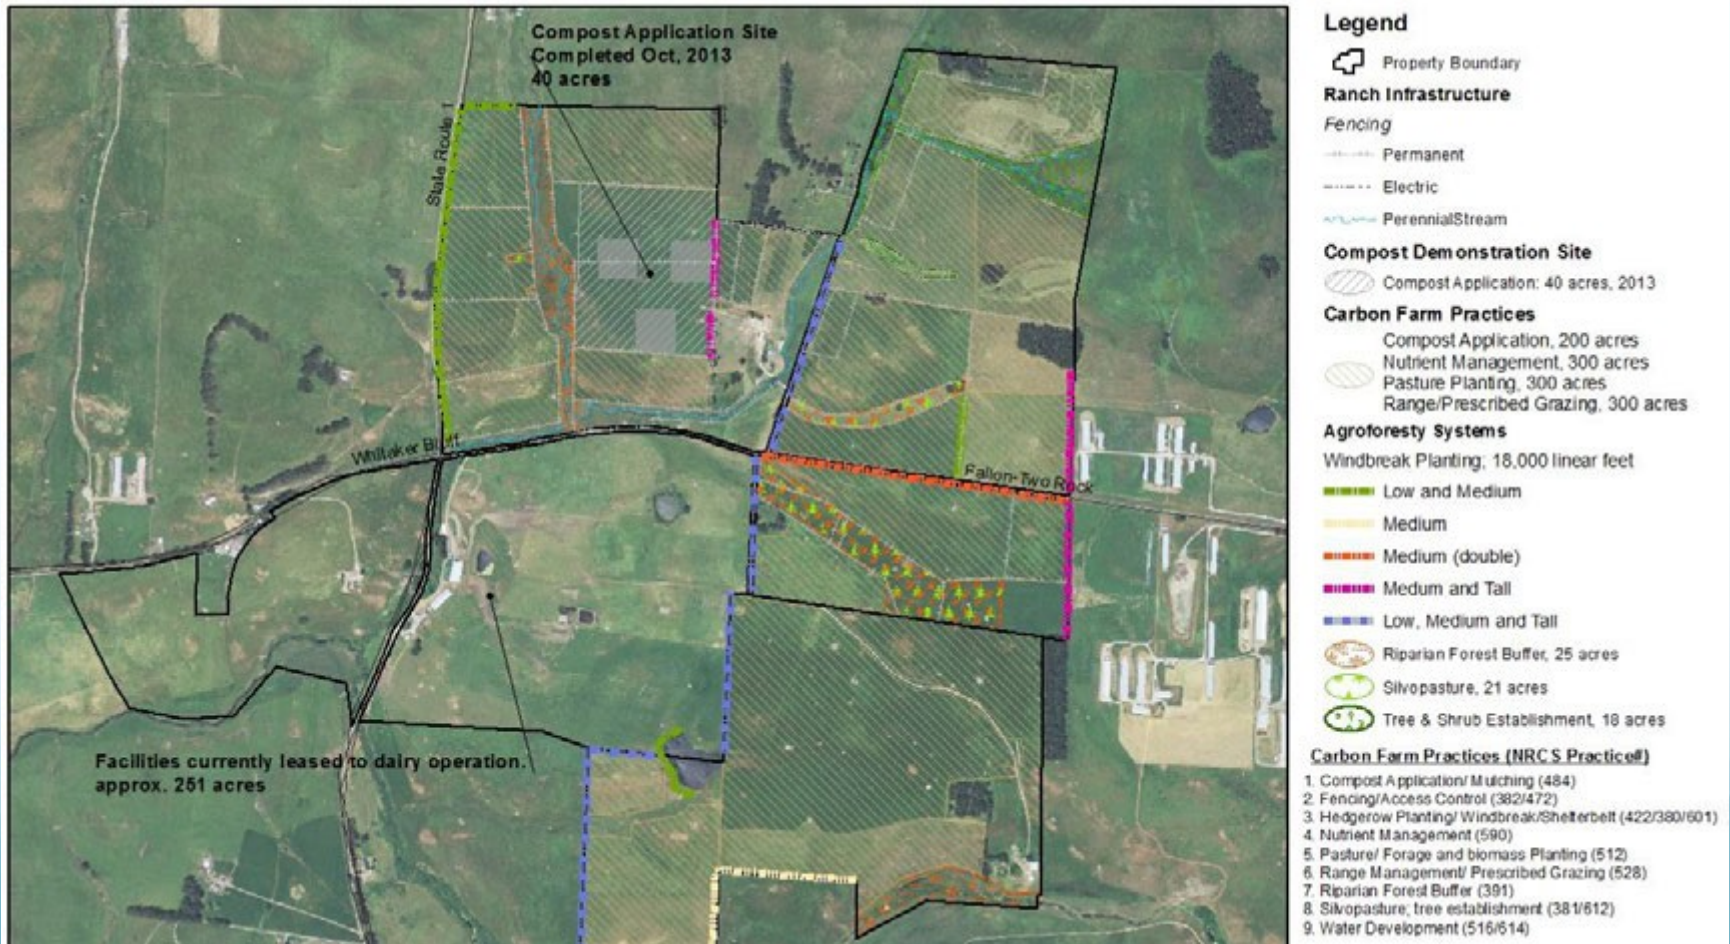 Compost Application Site
Completed Oct, 2013
40 acres
State Route 1
Whitaker Bluff
Fallon-Two Rock
Facilities currently leased to dairy operation.
approx. 251 acres
Legend
Property Boundary
Ranch Infrastructure
Fencing
Permanent
Electric
PerennialStream
Compost Demonstration Site
Compost Application: 40 acres, 2013
Carbon Farm Practices
Compost Application, 200 acres
Nutrient Management, 300 acres
Pasture Planting, 300 acres
Range/Prescribed Grazing, 300 acres
Agroforesty Systems
Windbreak Planting; 18,000 linear feet
Low and Medium
Medium
Medium (double)
Medum and Tall
Low, Medium and Tall
Riparian Forest Buffer, 25 acres
Silvopasture, 21 acres
Tree & Shrub Establishment, 18 acres
Carbon Farm Practices (NRCS Practice#)
1. Compost Application/ Mulching (484)
2. Fencing/Access Control (382/472)
3. Hedgerow Planting/ Windbreak/Shelterbelt (422/380/601)
4. Nutrient Management (590)
5. Pasture/ Forage and biomass Planting (512)
6. Range Management/ Prescribed Grazing (528)
7. Riparian Forest Buffer (391)
8. Silvopasture; tree establishment (381/612)
9. Water Development (516/614)